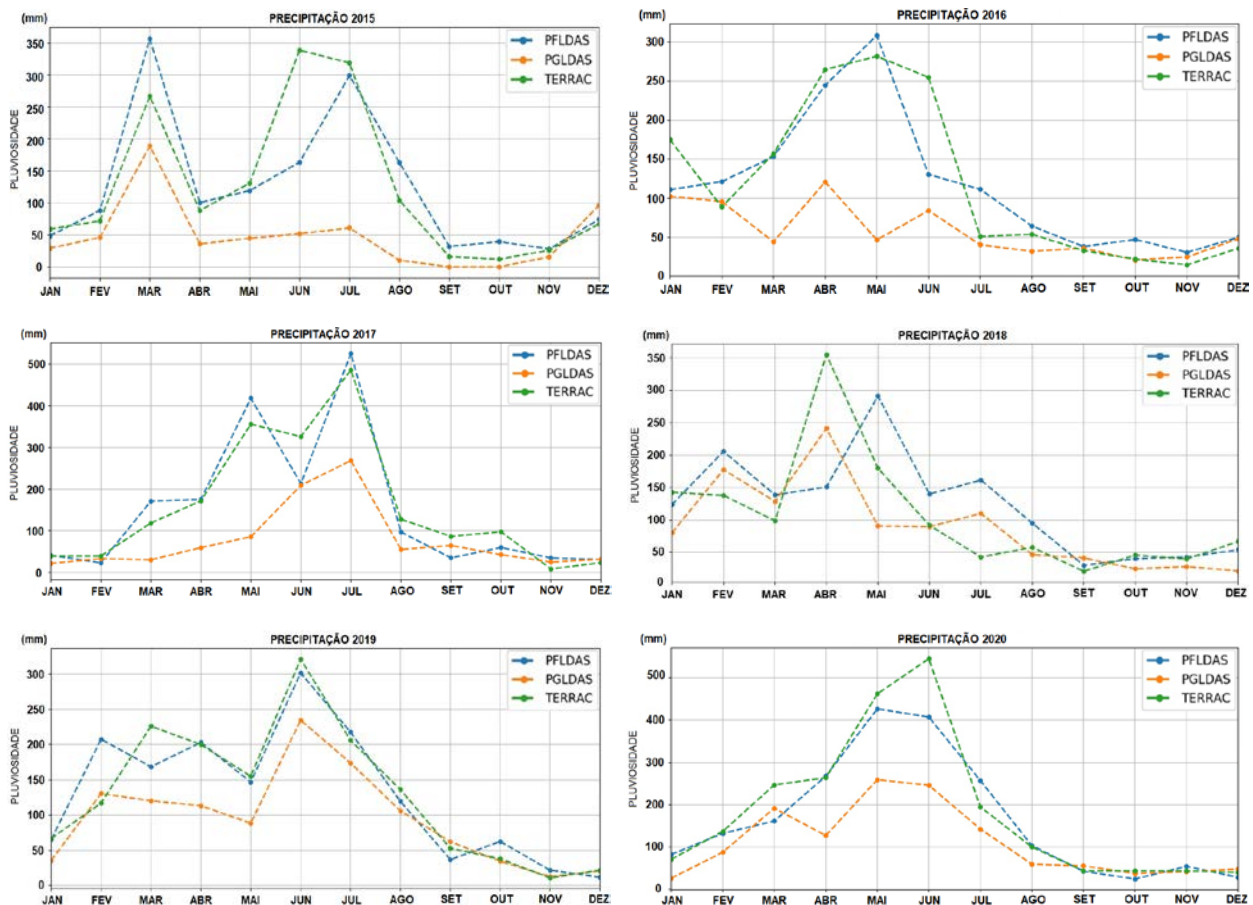 (mm)
PRECIPITAÇÃO 2015
PFLDAS
PGLDAS
TERRAC
350
300
250
200
150
100
50
0
PLUVIOSIDADE
JAN FEV MAR ABR MAI JUN JUL AGO SET OUT NOV DEZ
(mm)
PRECIPITAÇÃO 2016
PFLDAS
PGLDAS
TERRAC
300
250
200
150
100
50
0
PLUVIOSIDADE
JAN FEV MAR ABR MAI JUN JUL AGO SET OUT NOV DEZ
(mm)
PRECIPITAÇÃO 2017
PFLDAS
PGLDAS
TERRAC
500
400
300
200
100
0
PLUVIOSIDADE
JAN FEV MAR ABR MAI JUN JUL AGO SET OUT NOV DEZ
(mm)
PRECIPITAÇÃO 2018
PFLDAS
PGLDAS
TERRAC
350
300
250
200
150
100
50
0
PLUVIOSIDADE
JAN FEV MAR ABR MAI JUN JUL AGO SET OUT NOV DEZ
(mm)
PRECIPITAÇÃO 2019
PFLDAS
PGLDAS
TERRAC
300
250
200
150
100
50
0
PLUVIOSIDADE
JAN FEV MAR ABR MAI JUN JUL AGO SET OUT NOV DEZ
(mm)
PRECIPITAÇÃO 2020
PFLDAS
PGLDAS
TERRAC
500
400
300
200
100
0
PLUVIOSIDADE
JAN FEV MAR ABR MAI JUN JUL AGO SET OUT NOV DEZ